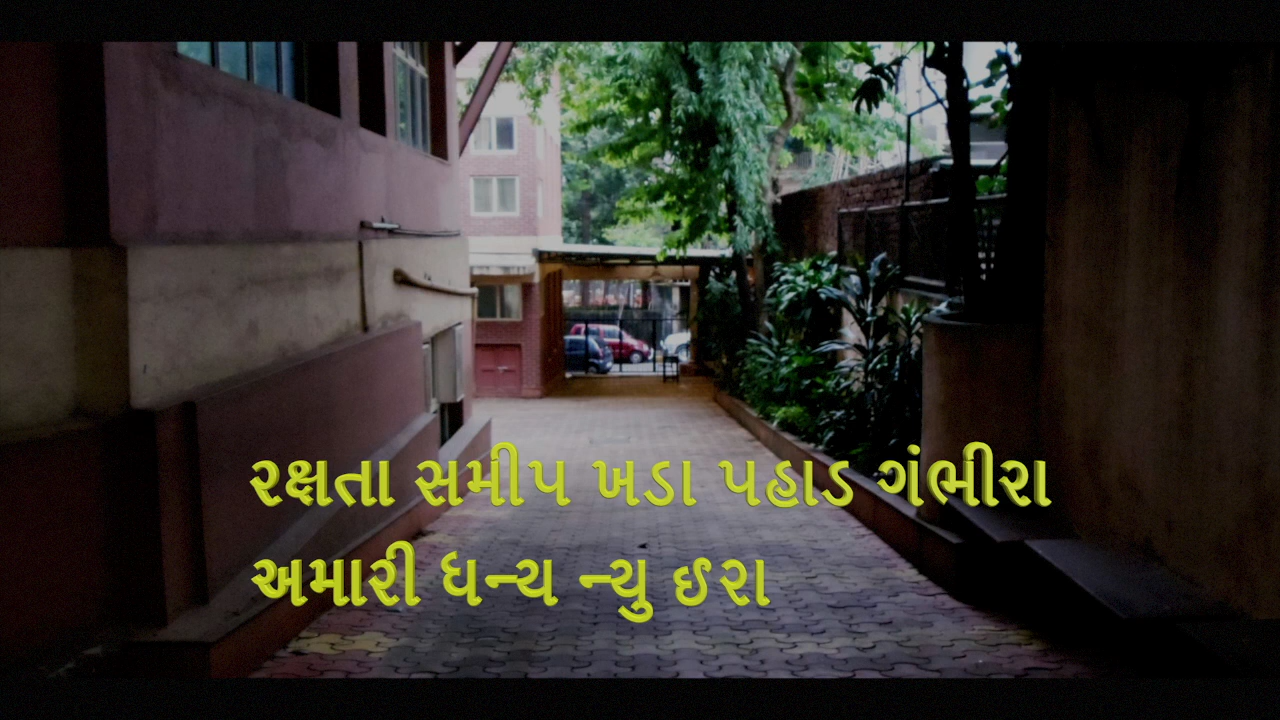 રક્ષતા સમીપ ખડા પહાડ ગંભીરા
અમારી ધન્ય ન્યુ ઈરા